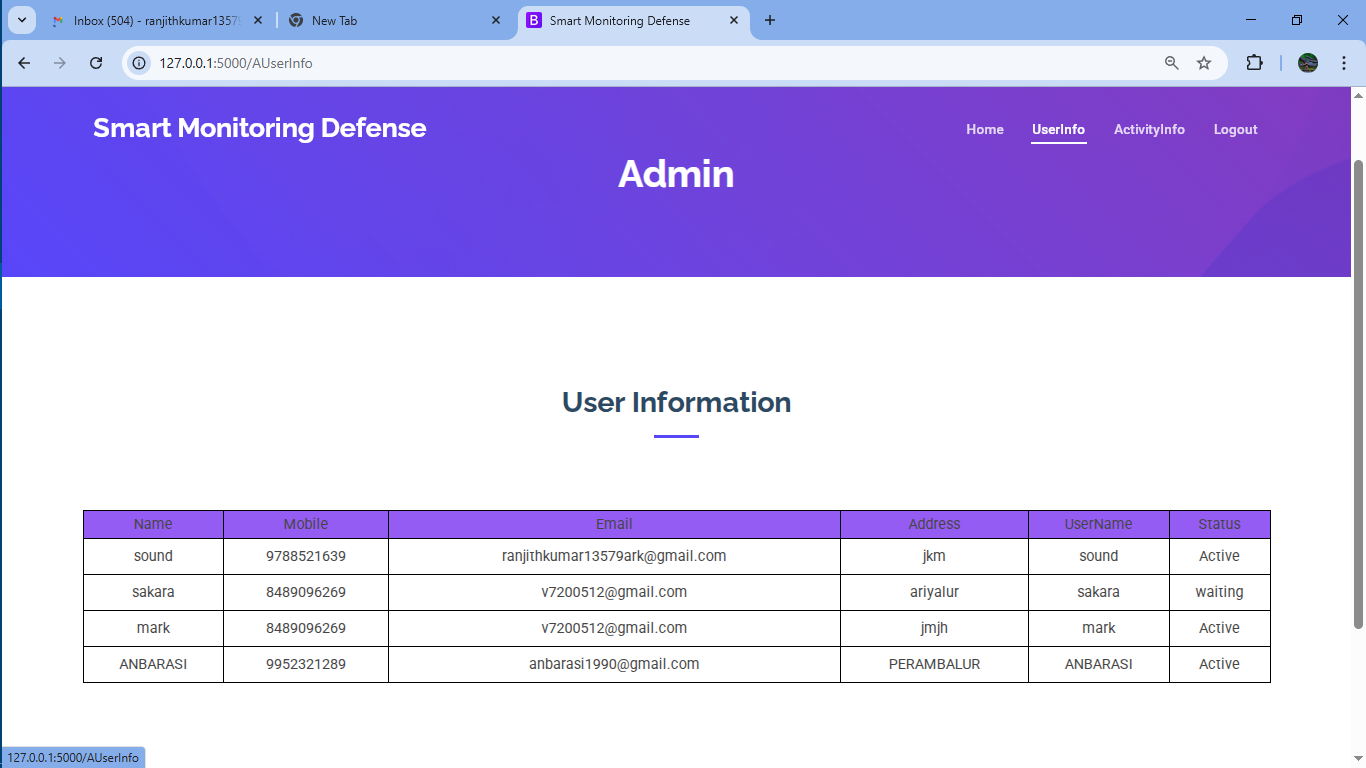 Inbox (504) - ranjithkumar1357
New Tab
Smart Monitoring Defense
127.0.0.1:5000/AUserInfo
Smart Monitoring Defense
Home UserInfo ActivityInfo Logout
Admin
User Information
Name Mobile Email Address UserName Status
sound 9788521639 ranjithkumar13579ark@gmail.com jkm sound Active
sakara 8489096269 v7200512@gmail.com ariyalur sakara waiting
mark 8489096269 v7200512@gmail.com jmjh mark Active
ANBARASI 9952321289 anbarasi1990@gmail.com PERAMBALUR ANBARASI Active
127.0.0.1:5000/AUserInfo